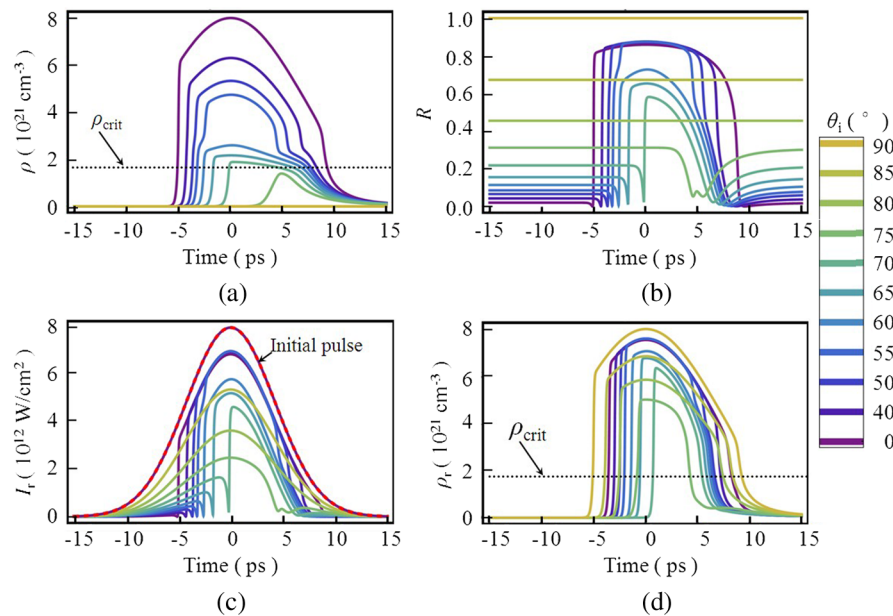 8
6
4
2
0
ρ ( 10²¹ cm⁻³ )
ρcrit
-15 -10 -5 0 5 10 15
Time ( ps )
(a)
1.0
0.8
0.6
0.4
0.2
0.0
R
-15 -10 -5 0 5 10 15
Time ( ps )
(b)
θi ( ° )
90
85
80
75
70
65
60
55
50
40
0
8
6
4
2
0
Ir ( 10¹² W/cm² )
Initial pulse
-15 -10 -5 0 5 10 15
Time ( ps )
(c)
8
6
4
2
0
ρr ( 10²¹ cm⁻³ )
ρcrit
-15 -10 -5 0 5 10 15
Time ( ps )
(d)